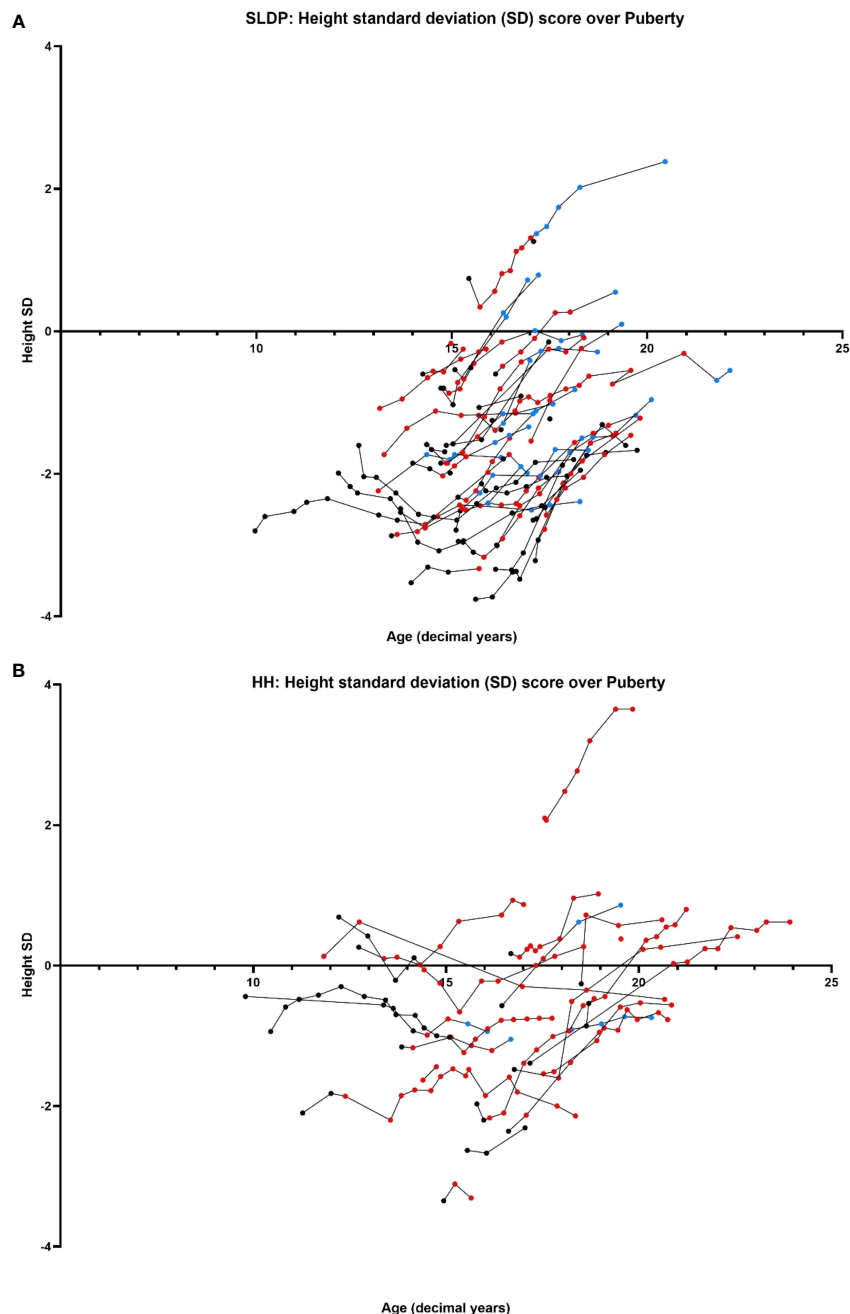 A
SLDP: Height standard deviation (SD) score over Puberty
4
2
0
10 15 20 25
-2
-4
Height SD
Age (decimal years)
B
HH: Height standard deviation (SD) score over Puberty
4
2
0
10 15 20 25
-2
-4
Height SD
Age (decimal years)